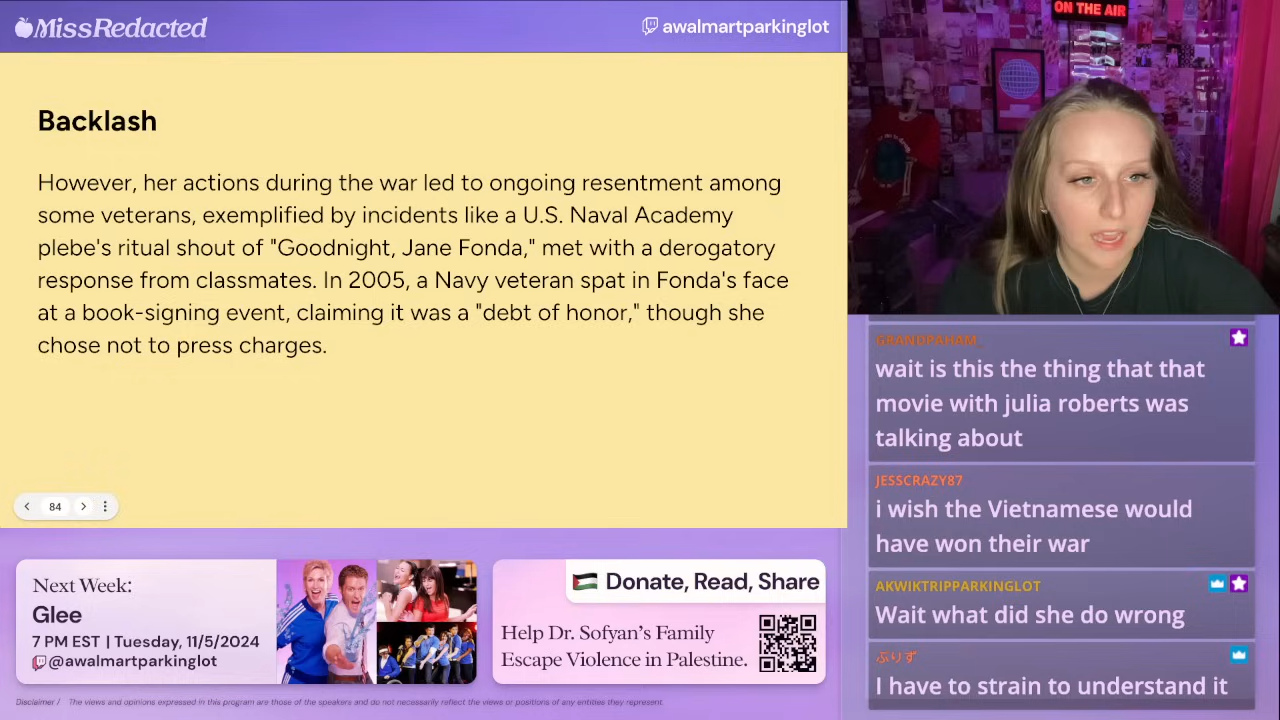 MissRedacted
awalmartparkinglot
ON THE AIR
Backlash
However, her actions during the war led to ongoing resentment among
some veterans, exemplified by incidents like a U.S. Naval Academy
plebe's ritual shout of "Goodnight, Jane Fonda," met with a derogatory
response from classmates. In 2005, a Navy veteran spat in Fonda's face
at a book-signing event, claiming it was a "debt of honor," though she
chose not to press charges.
84
GRANDPAHAM_
wait is this the thing that that
movie with julia roberts was
talking about
JESSCRAZY87
i wish the Vietnamese would
have won their war
AKWIKTRIPPARKINGLOT
Wait what did she do wrong
ぷりず
I have to strain to understand it
Next Week:
Glee
7 PM EST | Tuesday, 11/5/2024
@awalmartparkinglot
Donate, Read, Share
Help Dr. Sofyan's Family
Escape Violence in Palestine.
Disclaimer / The views and opinions expressed in this program are those of the speakers and do not necessarily reflect the views or positions of any entities they represent.